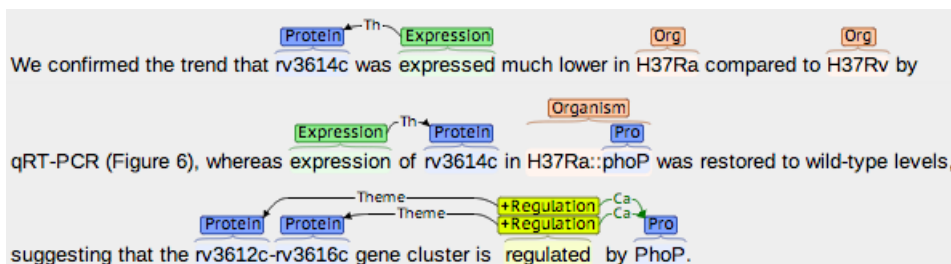 Protein Th Expression Org Org
We confirmed the trend that rv3614c was expressed much lower in H37Ra compared to H37Rv by
Organism
Expression Th Protein Pro
qRT-PCR (Figure 6), whereas expression of rv3614c in H37Ra::phoP was restored to wild-type levels,
Theme +Regulation Ca
Theme +Regulation Ca
Protein Protein Pro
suggesting that the rv3612c-rv3616c gene cluster is regulated by PhoP.